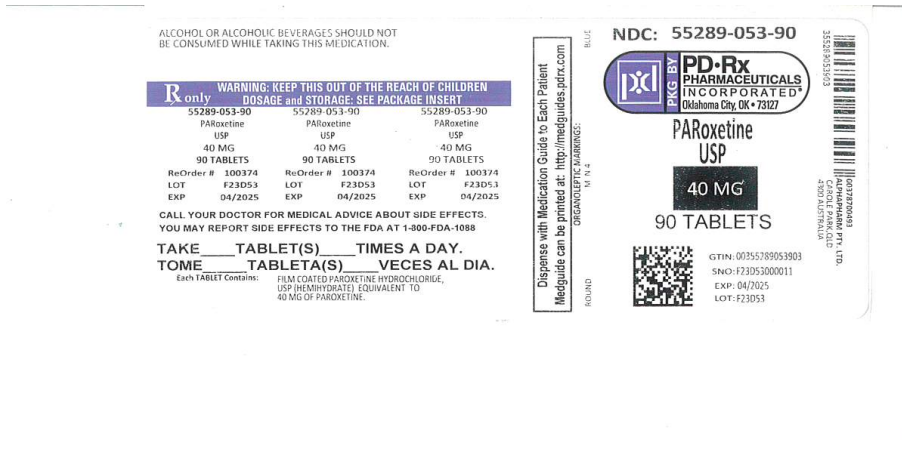 ALCOHOL OR ALCOHOLIC BEVERAGES SHOULD NOT
BE CONSUMED WHILE TAKING THIS MEDICATION.
Rx only
WARNING: KEEP THIS OUT OF THE REACH OF CHILDREN
DOSAGE and STORAGE: SEE PACKAGE INSERT
55289-053-90 55289-053-90 55289-053-90
PARoxetine PARoxetine PARoxetine
USP USP USP
40 MG 40 MG 40 MG
90 TABLETS 90 TABLETS 90 TABLETS
ReOrder # 100374 ReOrder # 100374 ReOrder # 100374
LOT F23D53 LOT F23D53 LOT F23D53
EXP 04/2025 EXP 04/2025 EXP 04/2025
CALL YOUR DOCTOR FOR MEDICAL ADVICE ABOUT SIDE EFFECTS.
YOU MAY REPORT SIDE EFFECTS TO THE FDA AT 1-800-FDA-1088
TAKE____TABLET(S)____TIMES A DAY.
TOME______TABLETA(S)____VECES AL DIA.
Each TABLET Contains: FILM COATED PAROXETINE HYDROCHLORIDE,
USP (HEMIHYDRATE) EQUIVALENT TO
40 MG OF PAROXETINE.
Dispense with Medication Guide to Each Patient
Medguide can be printed at: http://medguides.pdrx.com
ORGANOLEPTIC MARKINGS:
M N 4
ROUND BLUE
NDC: 55289-053-90
PKG BY
PD·Rx
PHARMACEUTICALS
INCORPORATED®
Oklahoma City, OK • 73127
PARoxetine
USP
40 MG
90 TABLETS
GTIN: 00355289053903
SNO: F23D53000011
EXP: 04/2025
LOT: F23D53
355289053903
00378700493
ALPHAPHARM PTY. LTD.
CAROLE PARK,QLD
4300 AUSTRALIA